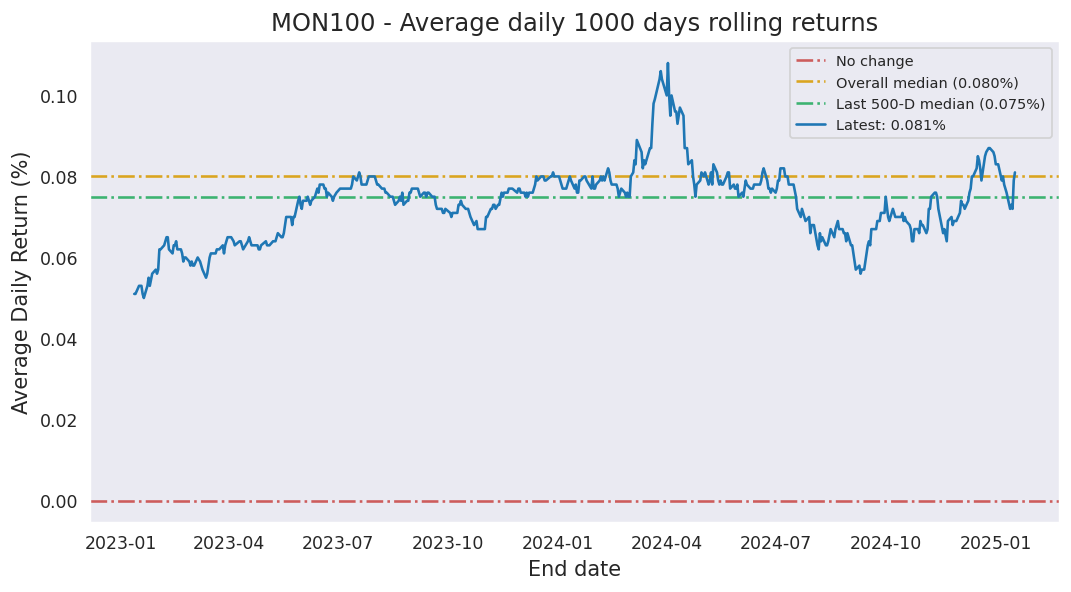 MON100 - Average daily 1000 days rolling returns
No change
Overall median (0.080%)
Last 500-D median (0.075%)
Latest: 0.081%
Average Daily Return (%)
0.10
0.08
0.06
0.04
0.02
0.00
2023-01 2023-04 2023-07 2023-10 2024-01 2024-04 2024-07 2024-10 2025-01
End date